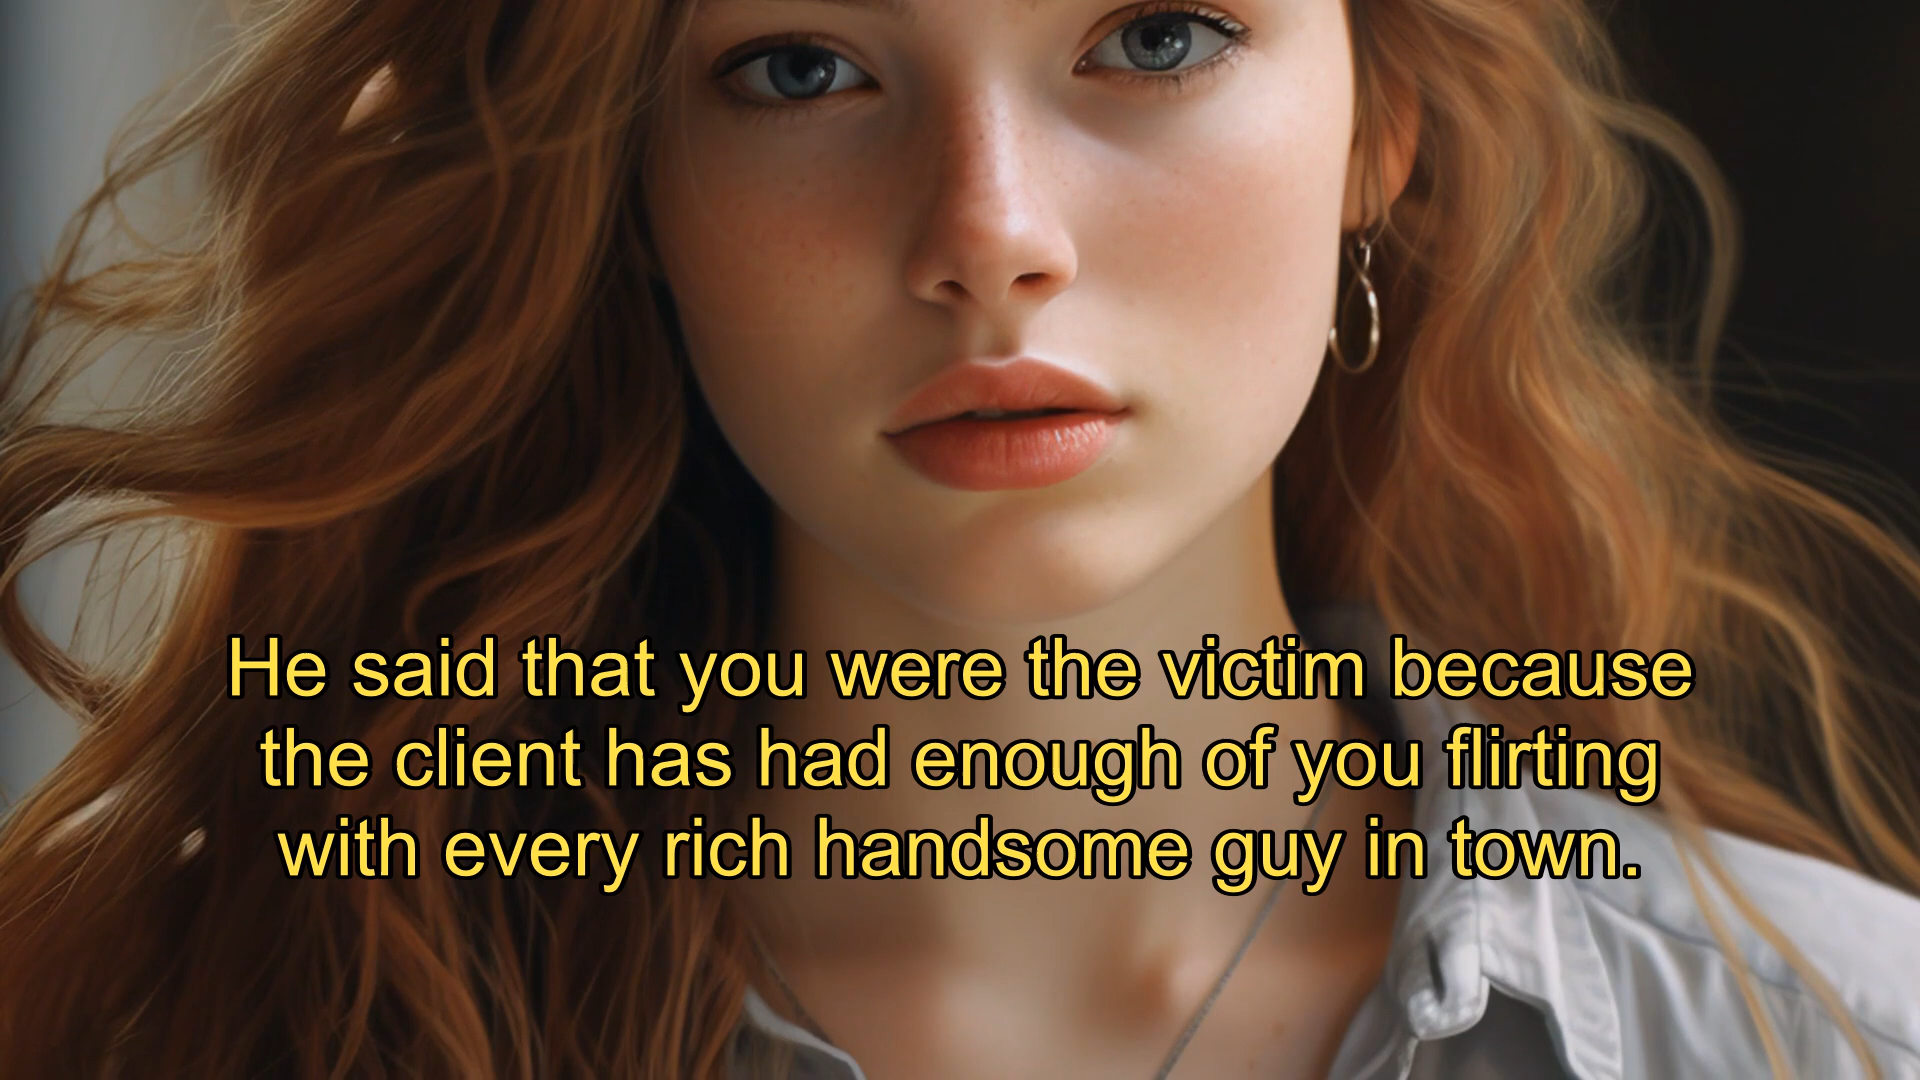 He said that you were the victim because
the client has had enough of you flirting
with every rich handsome guy in town.